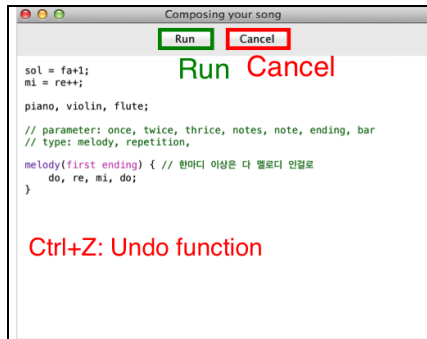 Composing your song
Run Cancel
Run Cancel
sol = fa+1;
mi = re++;
piano, violin, flute;
// parameter: once, twice, thrice, notes, note, ending, bar
// type: melody, repetition,
melody(first ending) { // 한마디 이상은 다 멜로디 인걸로
do, re, mi, do;
}
Ctrl+Z: Undo function